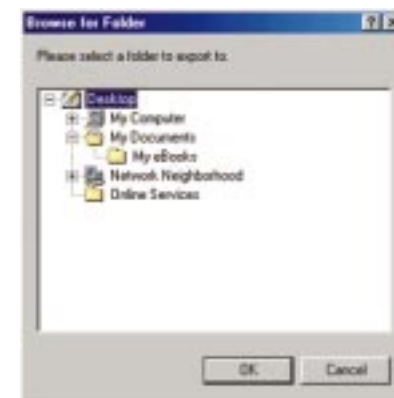 Browse for Folder
Please select a folder to export to.
Desktop
My Computer
My Documents
My eBooks
Network Neighborhood
Online Services
OK
Cancel